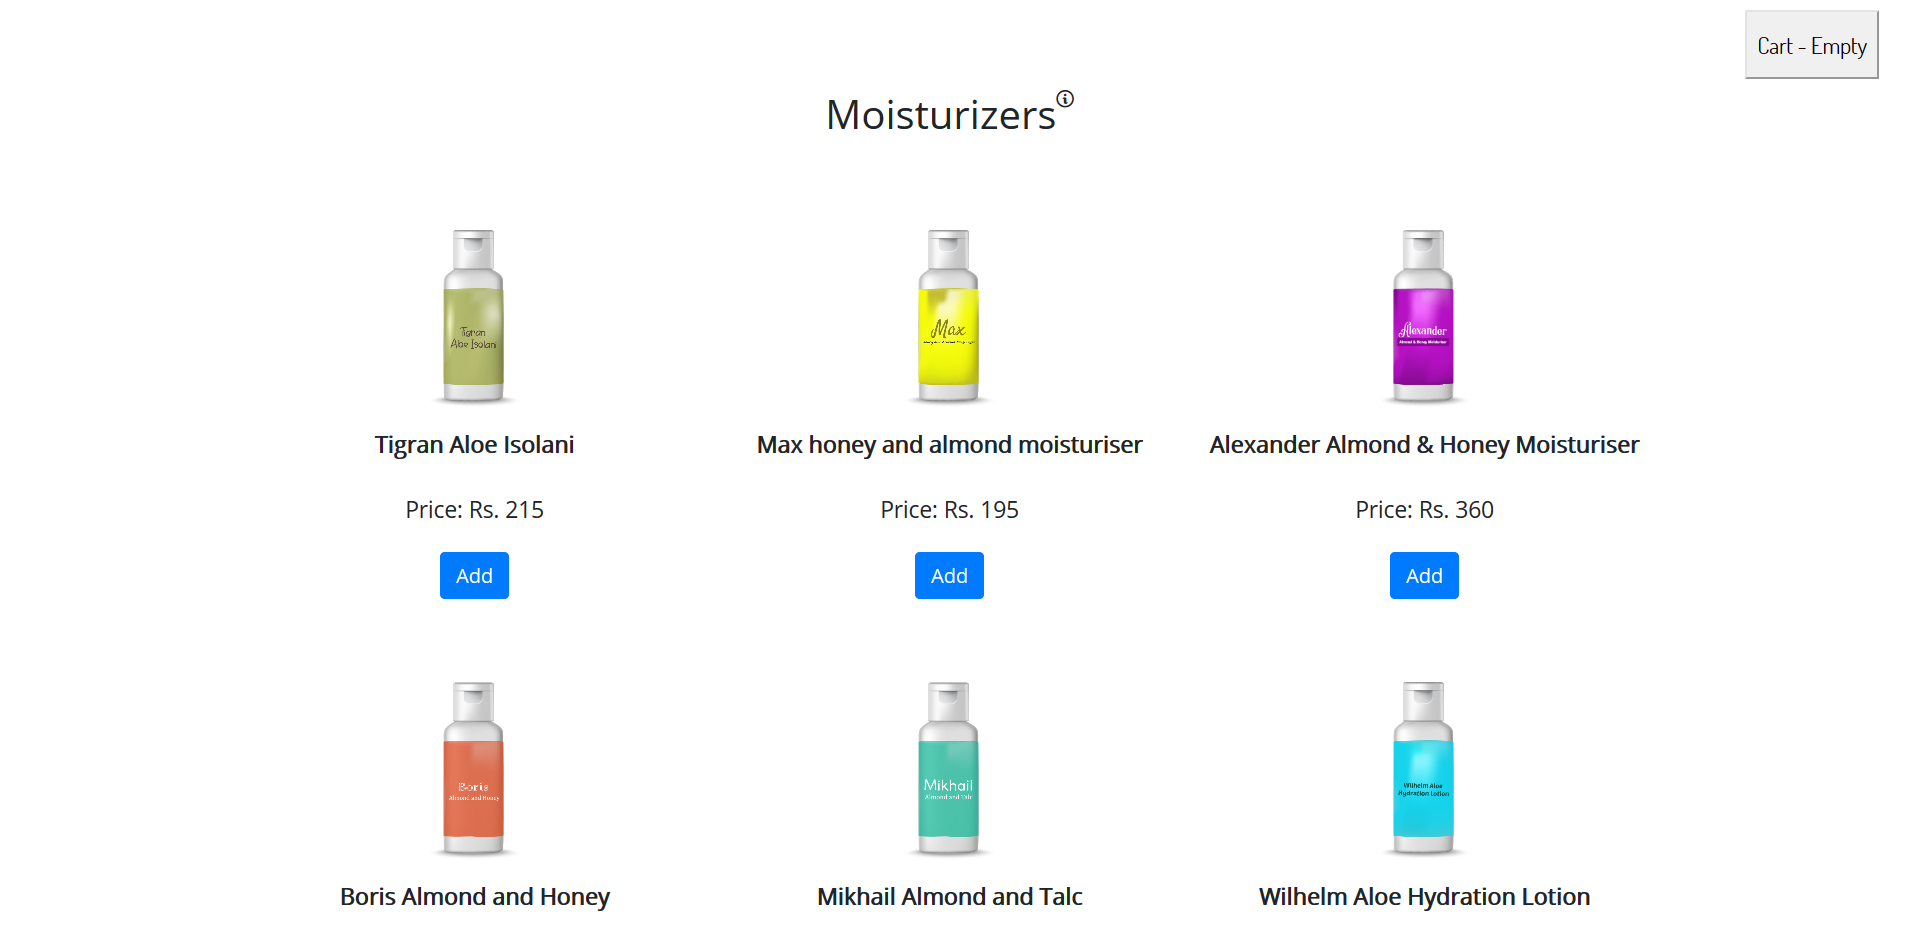 Cart - Empty
Moisturizers
Tigran
Aloe Isolani
Max
Alexander
Almond & Honey Moisturiser
Tigran Aloe Isolani
Max honey and almond moisturiser
Alexander Almond & Honey Moisturiser
Price: Rs. 215
Price: Rs. 195
Price: Rs. 360
Add
Add
Add
Boris
Almond and Honey
Mikhail
Almond and Talc
Wilhelm Aloe
Hydration Lotion
Boris Almond and Honey
Mikhail Almond and Talc
Wilhelm Aloe Hydration Lotion